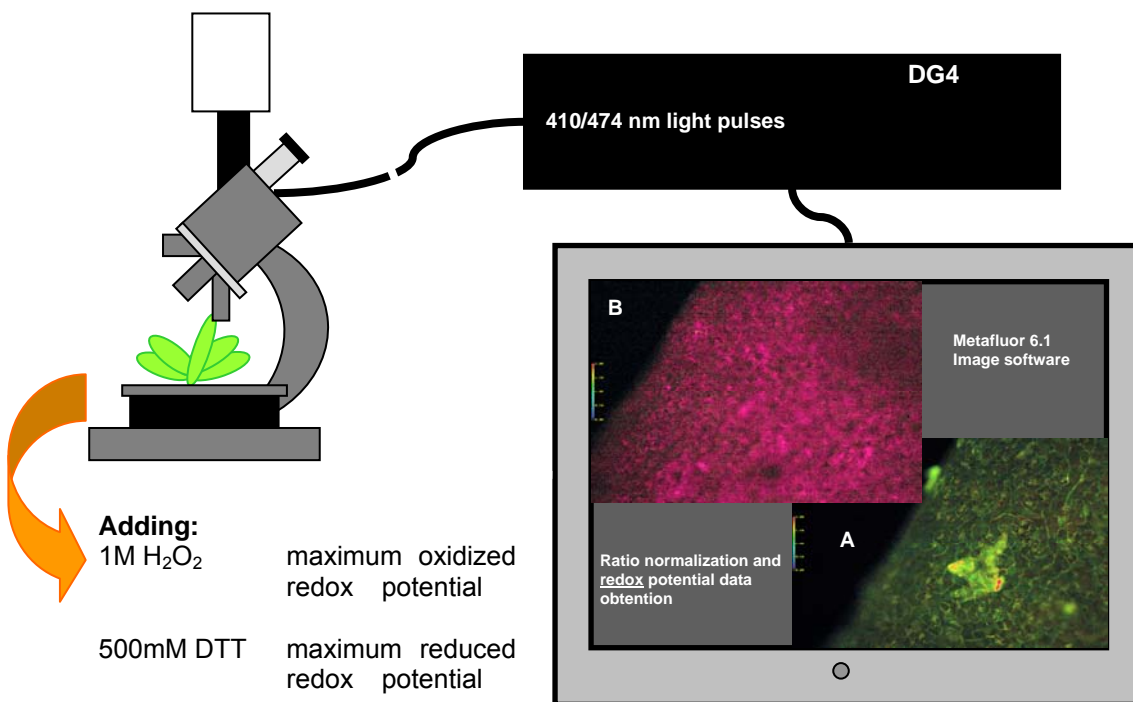 DG4
410/474 nm light pulses
B
Metafluor 6.1
Image software
A
Ratio normalization and
redox potential data
obtention
Adding:
1M H₂O₂ maximum oxidized
redox potential
500mM DTT maximum reduced
redox potential